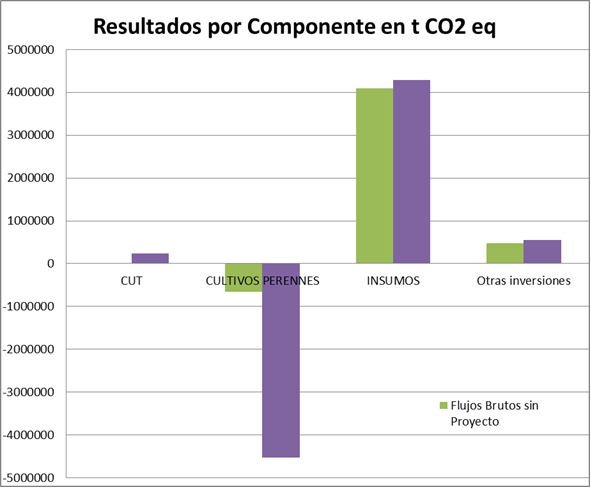 Resultados por Componente en t CO2 eq
5000000
4000000
3000000
2000000
1000000
0
CUT CULTIVOS PERENNES INSUMOS Otras inversiones
-1000000
-2000000
-3000000
Flujos Brutos sin
Proyecto
-4000000
-5000000